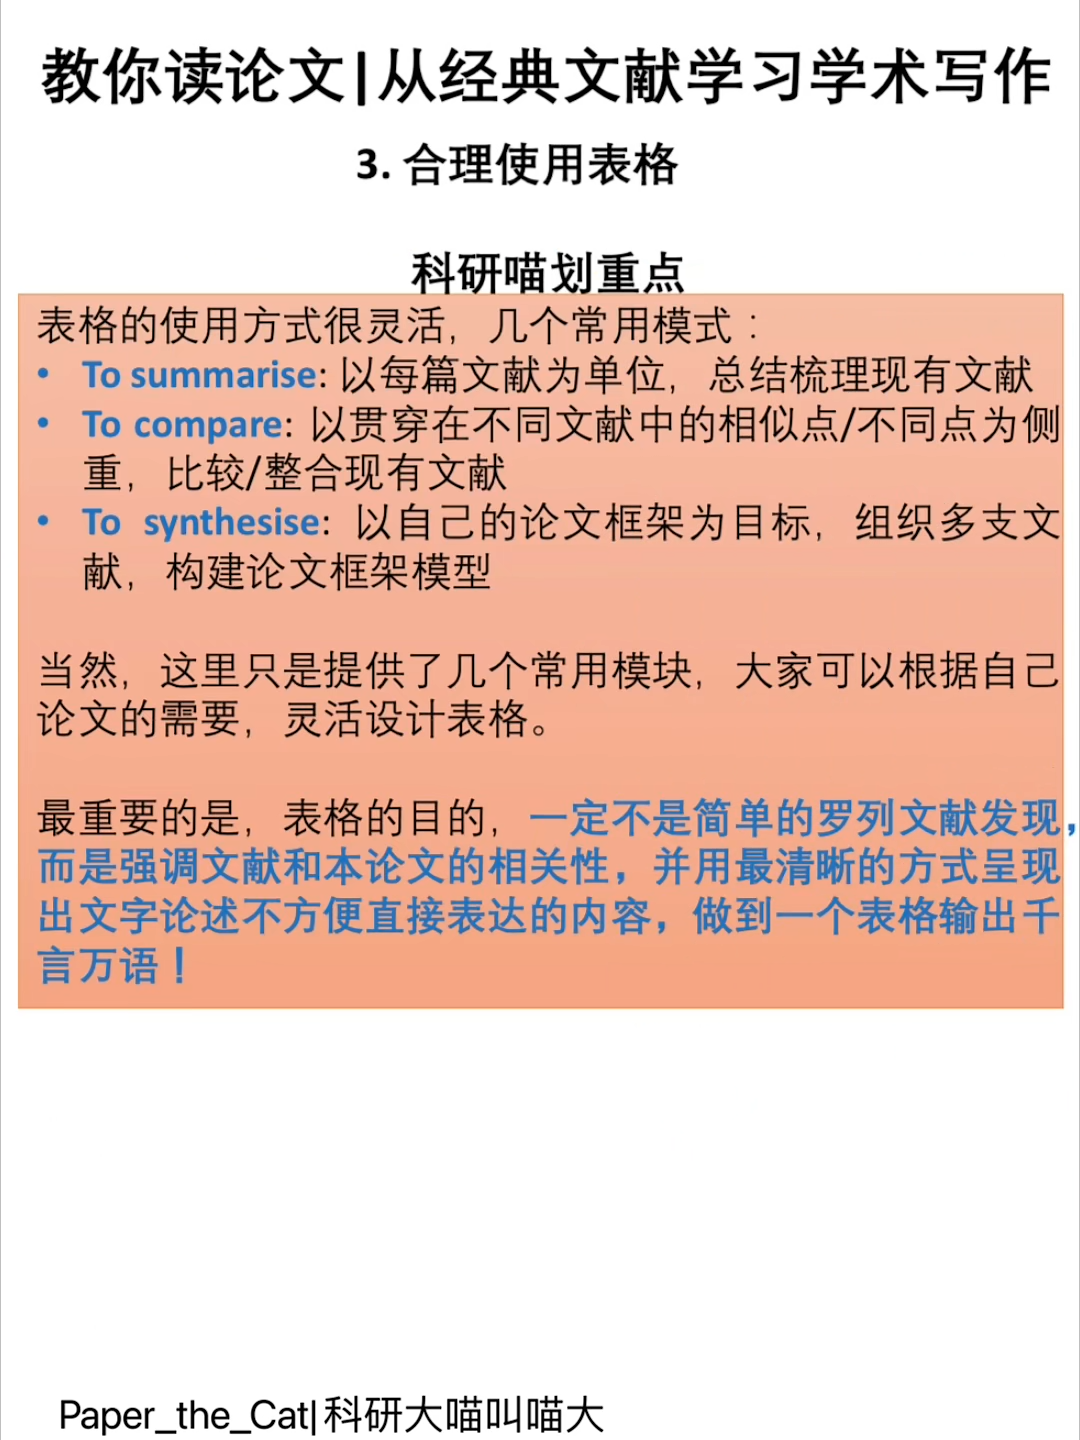 教你读论文|从经典文献学习学术写作
3. 合理使用表格
科研喵划重点
表格的使用方式很灵活，几个常用模式：
• To summarise: 以每篇文献为单位，总结梳理现有文献
• To compare: 以贯穿在不同文献中的相似点/不同点为侧
重，比较/整合现有文献
• To synthesise: 以自己的论文框架为目标，组织多支文
献，构建论文框架模型
当然，这里只是提供了几个常用模块，大家可以根据自己
论文的需要，灵活设计表格。
最重要的是，表格的目的，一定不是简单的罗列文献发现，
而是强调文献和本论文的相关性，并用最清晰的方式呈现
出文字论述不方便直接表达的内容，做到一个表格输出千
言万语！
Paper_the_Cat|科研大喵叫喵大